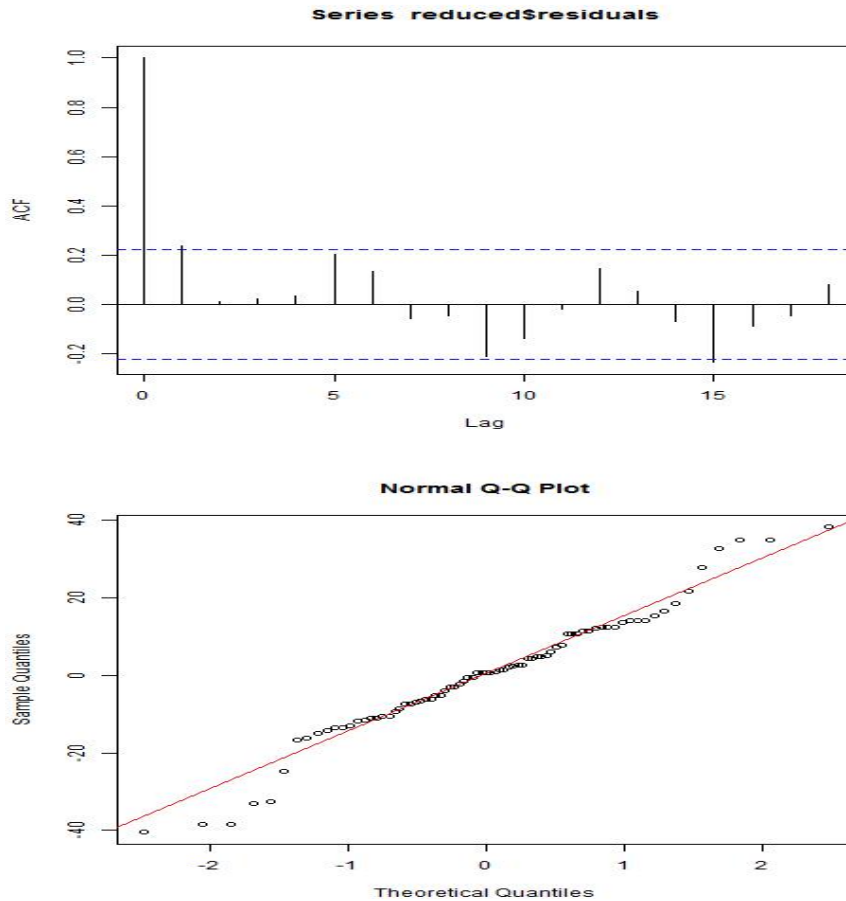 Series reduced$residuals
ACF
1.0
0.8
0.6
0.4
0.2
0.0
-0.2
0 5 10 15
Lag
Normal Q-Q Plot
Sample Quantiles
40
20
0
-20
-40
-2 -1 0 1 2
Theoretical Quantiles